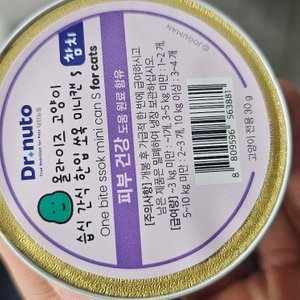 @JOGUMAN
Dr.nuto
참치
올라이즈 고양이
습식 간식 한입 쏘옥 미니캔 S
One bite ssok mini can S for cats
피부 건강 도움 원료 함유
[주의사항] 개봉 후 가급적 한 번에 급여하시고
남은 제품은 밀폐하여 냉장 보관하십시오.
[급여량] ~3 kg 미만 : 1개, 3~5 kg 미만 : 1~2개,
5~10 kg 미만 : 2~3개, 10 kg 이상 : 3~4개
8 809596 563881
고양이 전용 30 g